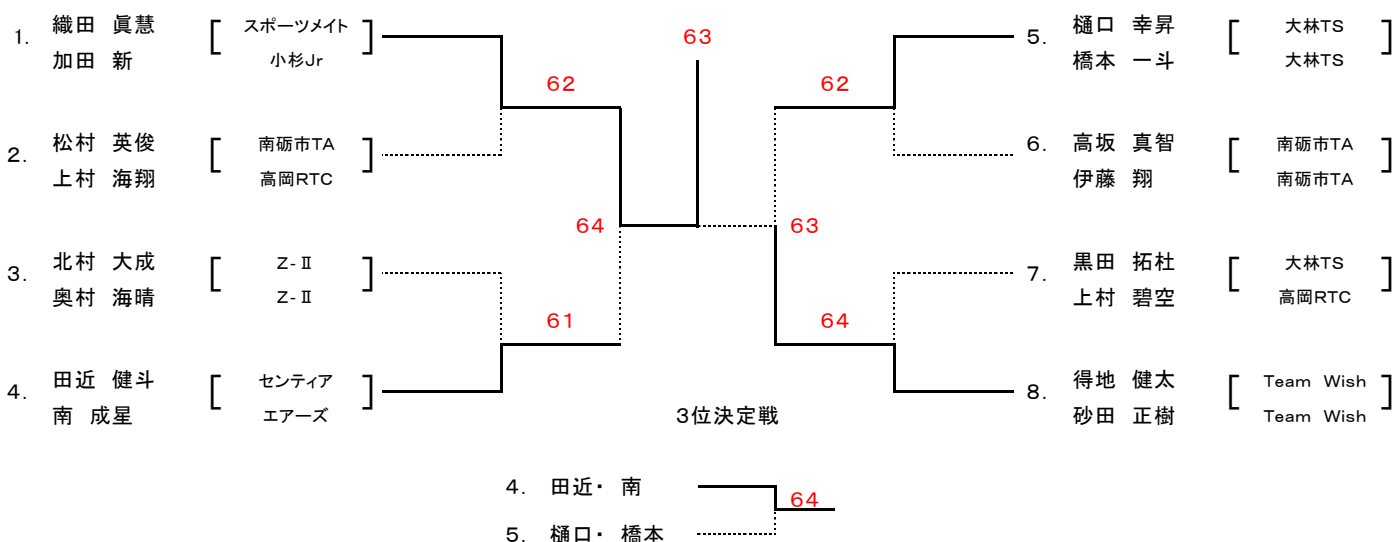 1. 織田 眞慧 [ スポーツメイト ]
加田 新 小杉Jr
62
2. 松村 英俊 [ 南砺市TA ]
上村 海翔 高岡RTC
64
3. 北村 大成 [ Z-Ⅱ ]
奥村 海晴 Z-Ⅱ
61
4. 田近 健斗 [ センティア ]
南 成星 エアーズ
63
5. 樋口 幸昇 [ 大林TS ]
橋本 一斗 大林TS
62
6. 高坂 真智 [ 南砺市TA ]
伊藤 翔 南砺市TA
63
7. 黒田 拓杜 [ 大林TS ]
上村 碧空 高岡RTC
64
8. 得地 健太 [ Team Wish ]
砂田 正樹 Team Wish
3位決定戦
4. 田近・ 南
64
5. 樋口・ 橋本